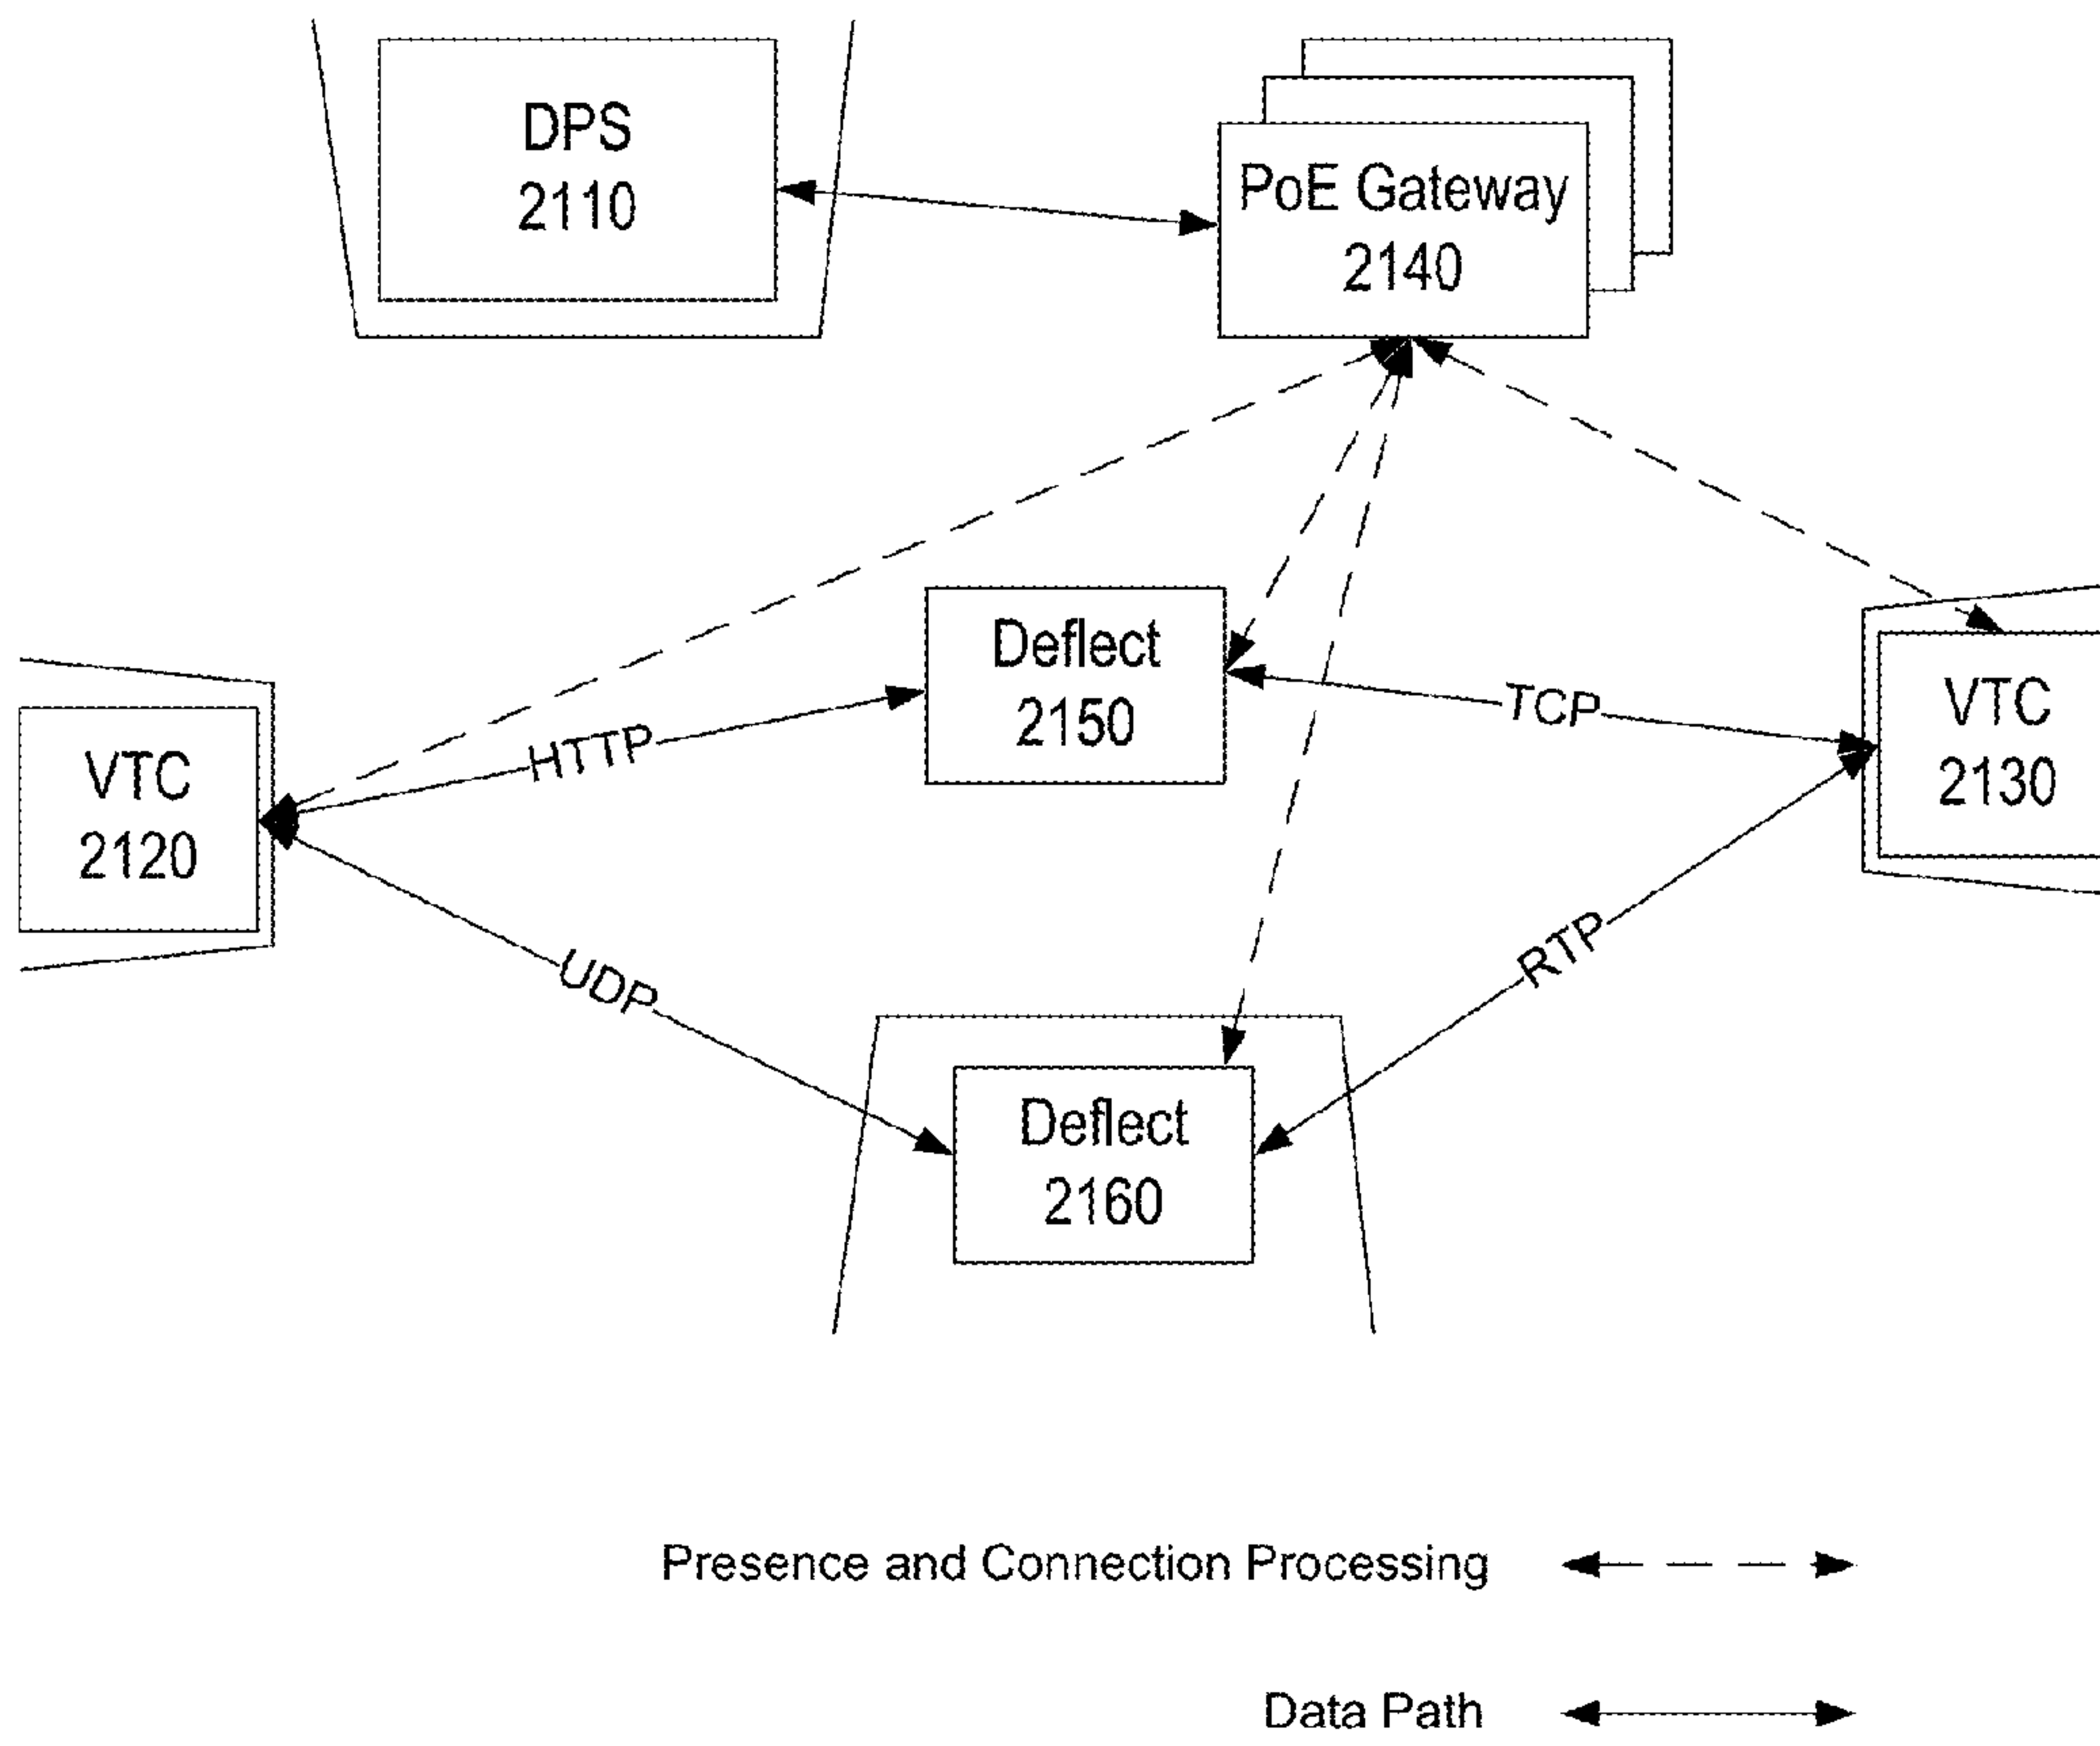 DPS
2110
PoE Gateway
2140
Deflect
2150
TCP
VTC
2130
HTTP
VTC
2120
UDP
RTP
Deflect
2160
Presence and Connection Processing
Data Path